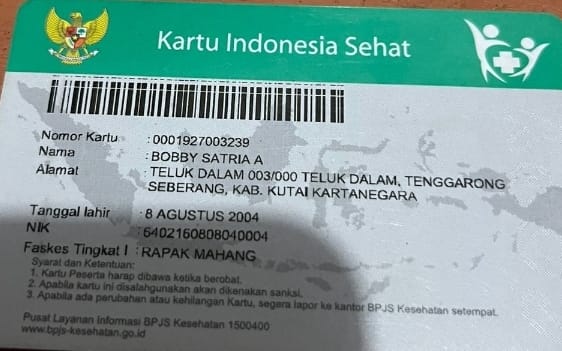 Kartu Indonesia Sehat
Nomor Kartu : 0001927003239
Nama : BOBBY SATRIA A
Alamat : TELUK DALAM 003/000 TELUK DALAM, TENGGARONG
SEBERANG, KAB. KUTAI KARTANEGARA
Tanggal lahir : 8 AGUSTUS 2004
NIK : 6402160808040004
Faskes Tingkat I : RAPAK MAHANG
Syarat dan Ketentuan:
1. Kartu Peserta harap dibawa ketika berobat.
2. Apabila kartu ini disalahgunakan akan dikenakan sanksi.
3. Apabila ada perubahan atau kehilangan Kartu, segera lapor ke kantor BPJS Kesehatan setempat.
Pusat Layanan Informasi BPJS Kesehatan 1500400
www.bpjs-kesehatan.go.id